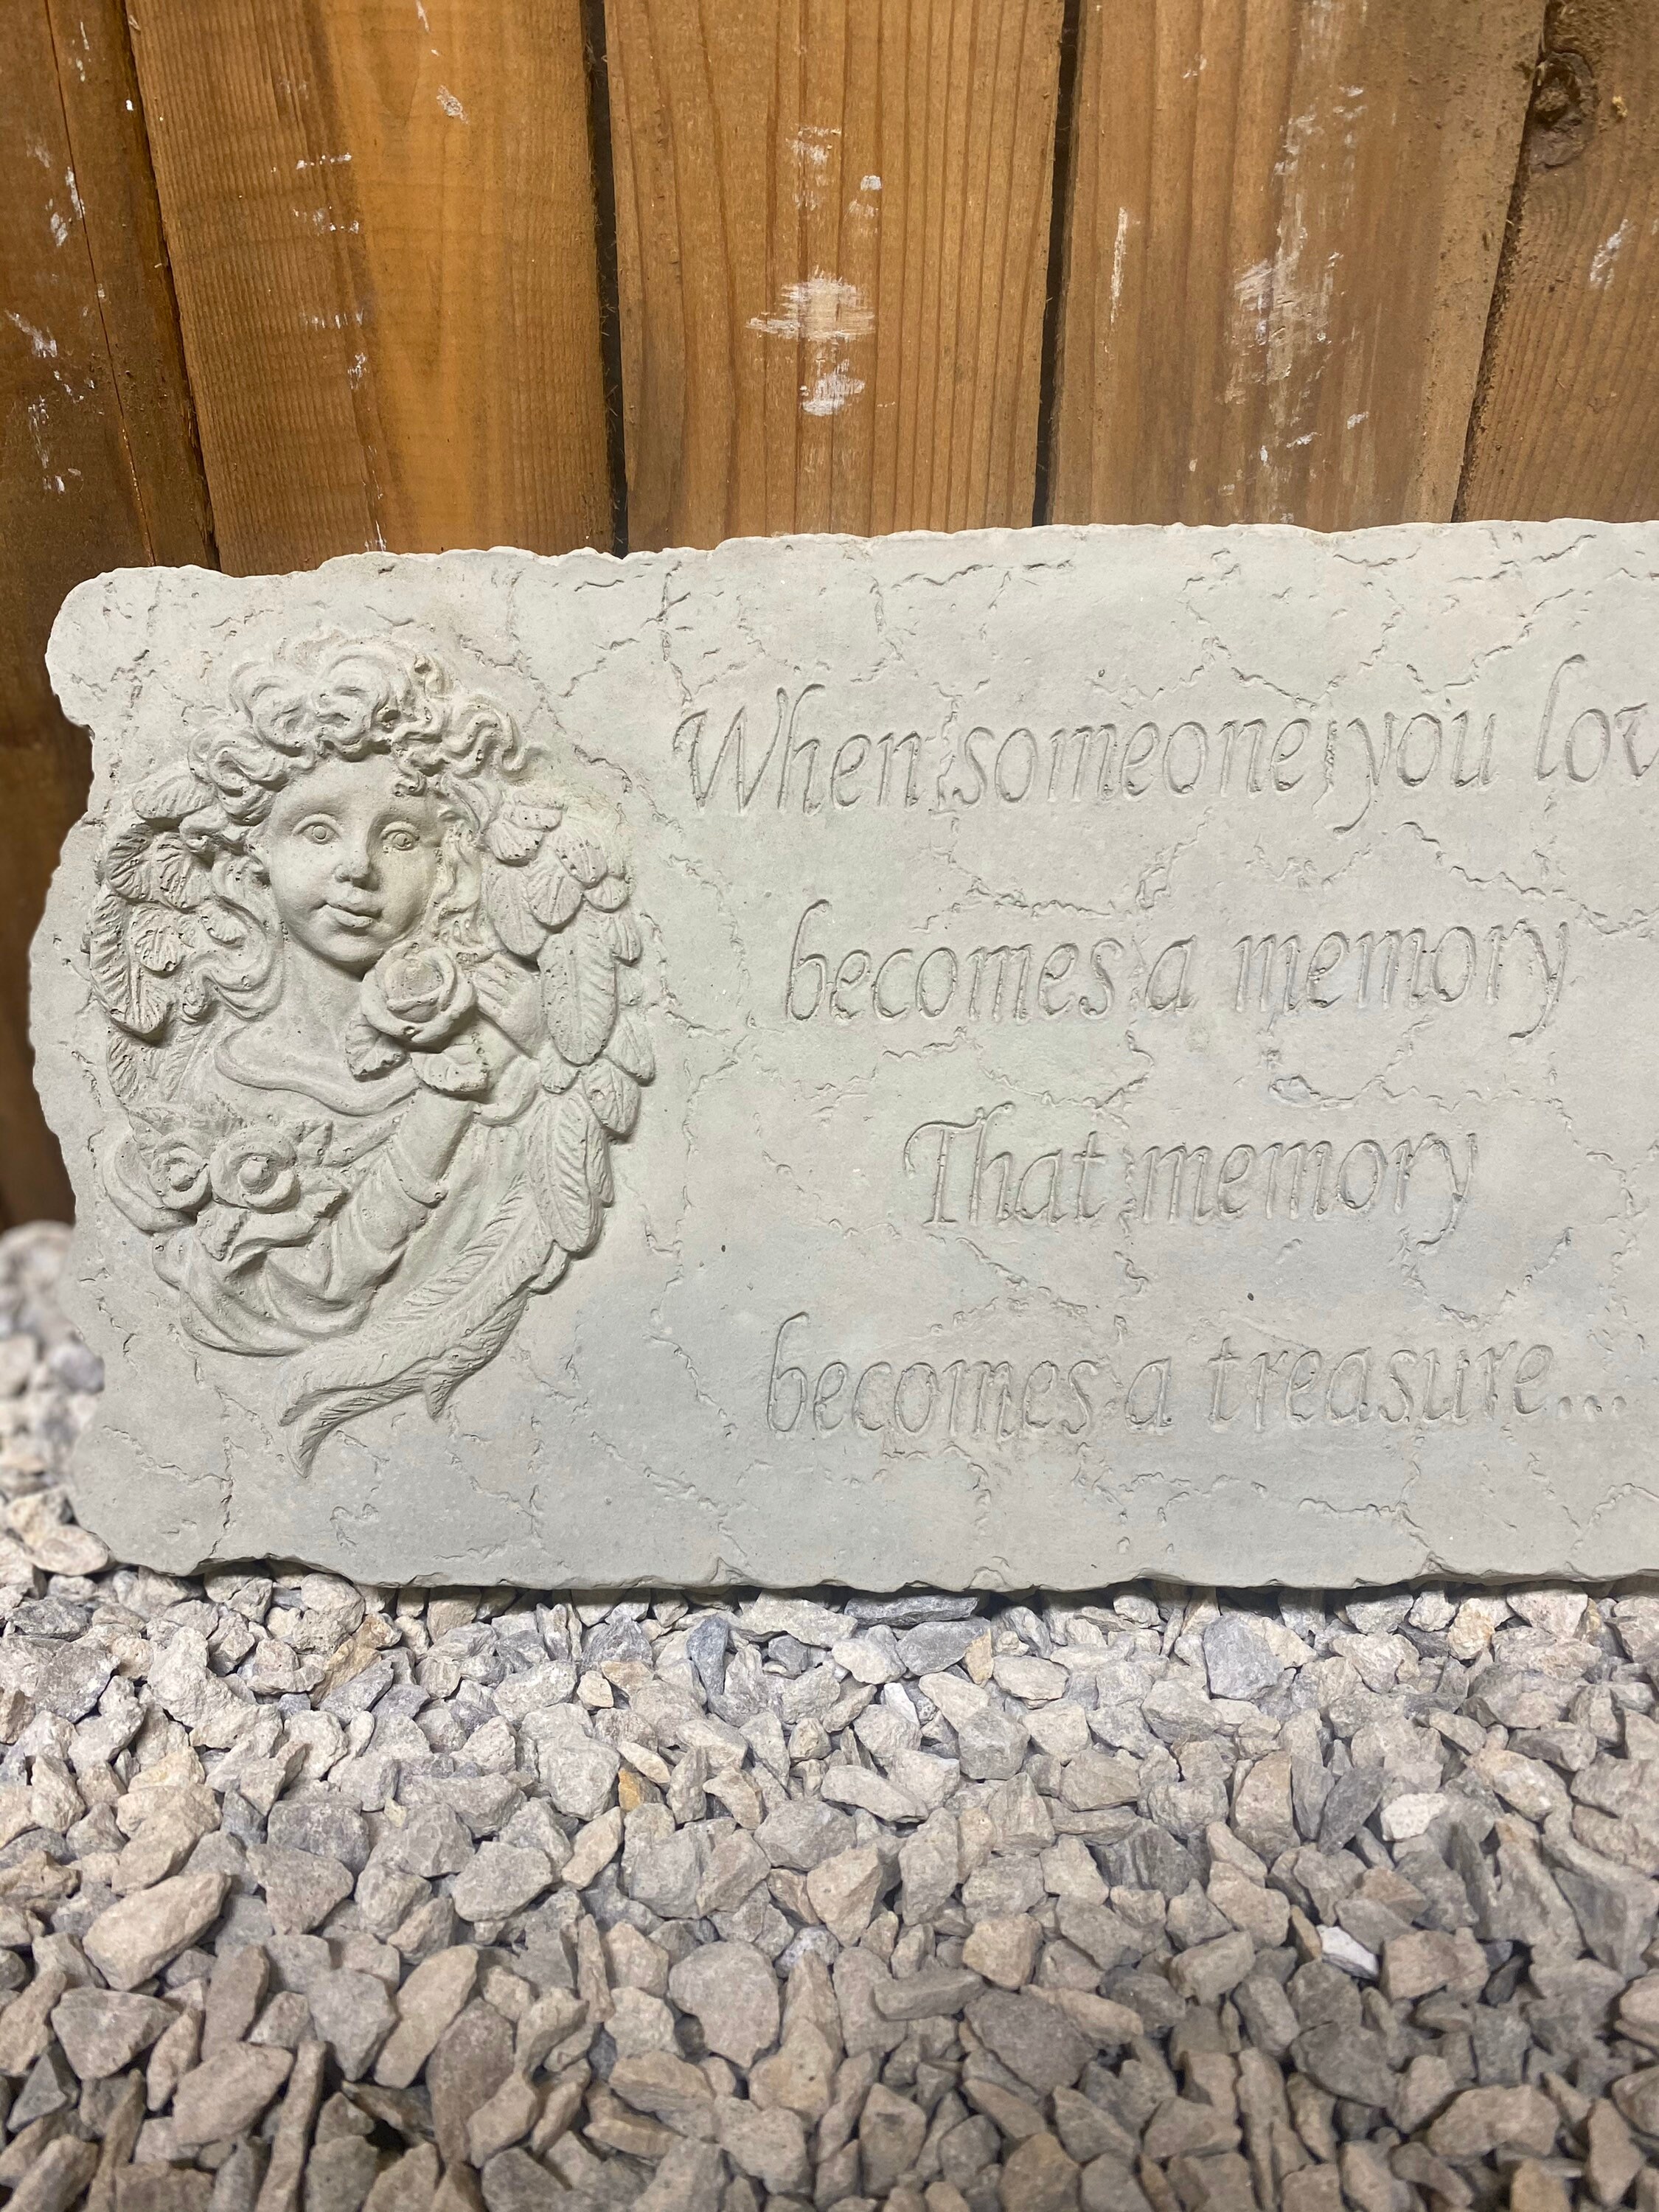 When someone you lov
becomes a memory
That memory
becomes a treasure...